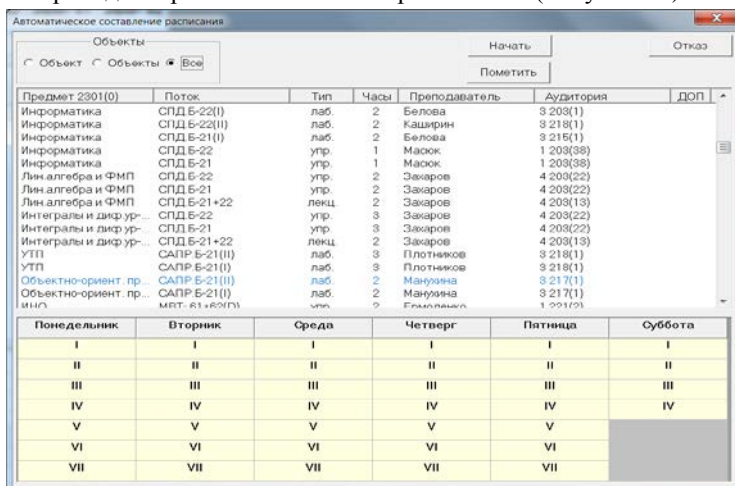 Автоматическое составление расписания
Объекты
Объект Объекты Все
Начать
Отказ
Пометить
Предмет 2301(0) Поток Тип Часы Преподаватель Аудитория ДОП
Информатика СПД.Б-22(I) лаб. 2 Белова 3 203(1)
Информатика СПД.Б-22(II) лаб. 2 Каширин 3 218(1)
Информатика СПД.Б-21(I) лаб. 2 Белова 3 215(1)
Информатика СПД.Б-22 упр. 1 Масюк 1 203(38)
Информатика СПД.Б-21 упр. 1 Масюк 1 203(38)
Лин.алгебра и ФМП СПД.Б-22 упр. 2 Захаров 4 203(22)
Лин.алгебра и ФМП СПД.Б-21 упр. 2 Захаров 4 203(22)
Лин.алгебра и ФМП СПД.Б-21+22 лекц. 2 Захаров 4 203(13)
Интегралы и диф.ур-... СПД.Б-22 упр. 3 Захаров 4 203(22)
Интегралы и диф.ур-... СПД.Б-21 упр. 3 Захаров 4 203(22)
Интегралы и диф.ур-... СПД.Б-21+22 лекц. 2 Захаров 4 203(13)
УТП САПР.Б-21(II) лаб. 3 Плотников 3 218(1)
УТП САПР.Б-21(I) лаб. 3 Плотников 3 218(1)
Объектно-ориент. пр... САПР.Б-21(II) лаб. 2 Манухина 3 217(1)
Объектно-ориент. пр... САПР.Б-21(I) лаб. 2 Манухина 3 217(1)
упр. 2 Ермоленко 1 221(2)
Понедельник Вторник Среда Четверг Пятница Суббота
I I I I I I
II II II II II II
III III III III III III
IV IV IV IV IV IV
V V V V V
VI VI VI VI VI
VII VII VII VII VII